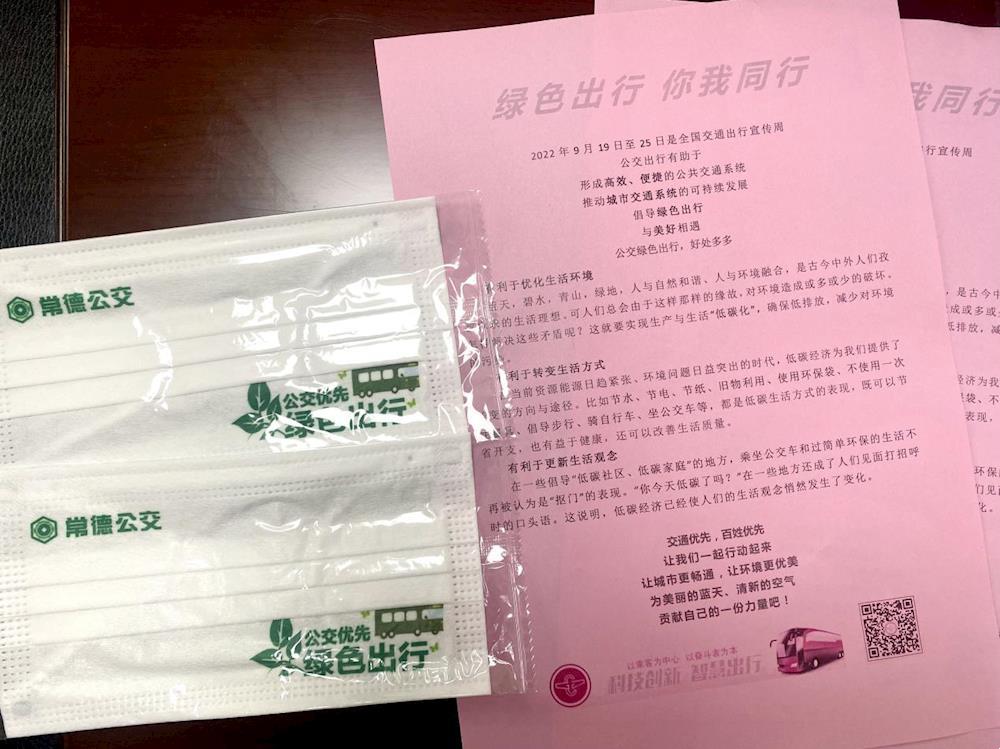 常德公交
公交优先
绿色出行
常德公交
公交优先
绿色出行
绿色出行 你我同行
2022 年 9 月 19 日至 25 日是全国交通出行宣传周
公交出行有助于
形成高效、便捷的公共交通系统
推动城市交通系统的可持续发展
倡导绿色出行
与美好相遇
公交绿色出行，好处多多
有利于优化生活环境
蓝天，碧水，青山，绿地，人与自然和谐、人与环境融合，是古今中外人们孜
求的生活理想。可人们总会由于这样那样的缘故，对环境造成或多或少的破坏。
解决这些矛盾呢？这就要实现生产与生活“低碳化”，确保低排放，减少对环境
污
利于转变生活方式
当前资源能源日趋紧张、环境问题日益突出的时代，低碳经济为我们提供了
变的方向与途径。比如节水、节电、节纸、旧物利用、使用环保袋、不使用一次
品、倡导步行、骑自行车、坐公交车等，都是低碳生活方式的表现，既可以节
省开支，也有益于健康，还可以改善生活质量。
有利于更新生活观念
在一些倡导“低碳社区、低碳家庭”的地方，乘坐公交车和过简单环保的生活不
再被认为是“抠门”的表现。“你今天低碳了吗？”在一些地方还成了人们见面打招呼
时的口头语。这说明，低碳经济已经使人们的生活观念悄然发生了变化。
交通优先，百姓优先
让我们一起行动起来
让城市更畅通，让环境更优美
为美丽的蓝天、清新的空气
贡献自己的一份力量吧！
以乘客为中心 以奋斗者为本
科技创新 智慧出行
我同行
行宣传周
是古今中
成或多或
低排放，减
经济为我
保袋、不
表现，